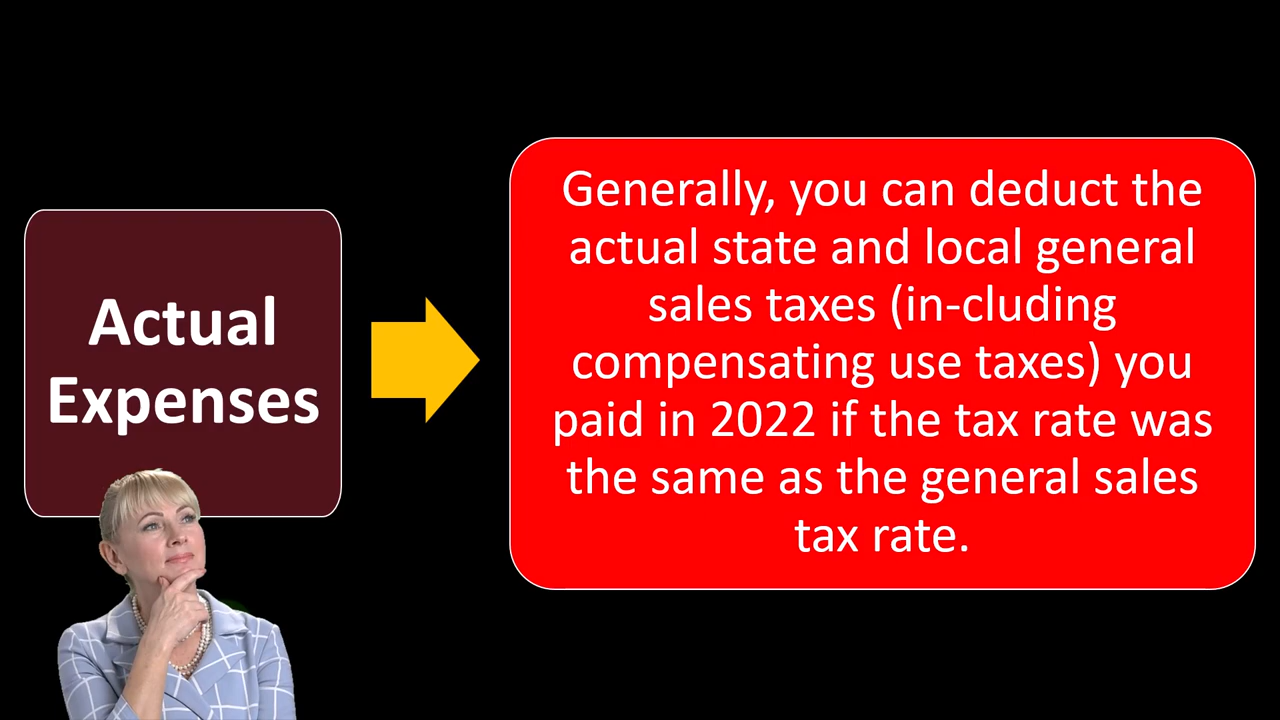 Actual
Expenses
Generally, you can deduct the
actual state and local general
sales taxes (in-cluding
compensating use taxes) you
paid in 2022 if the tax rate was
the same as the general sales
tax rate.